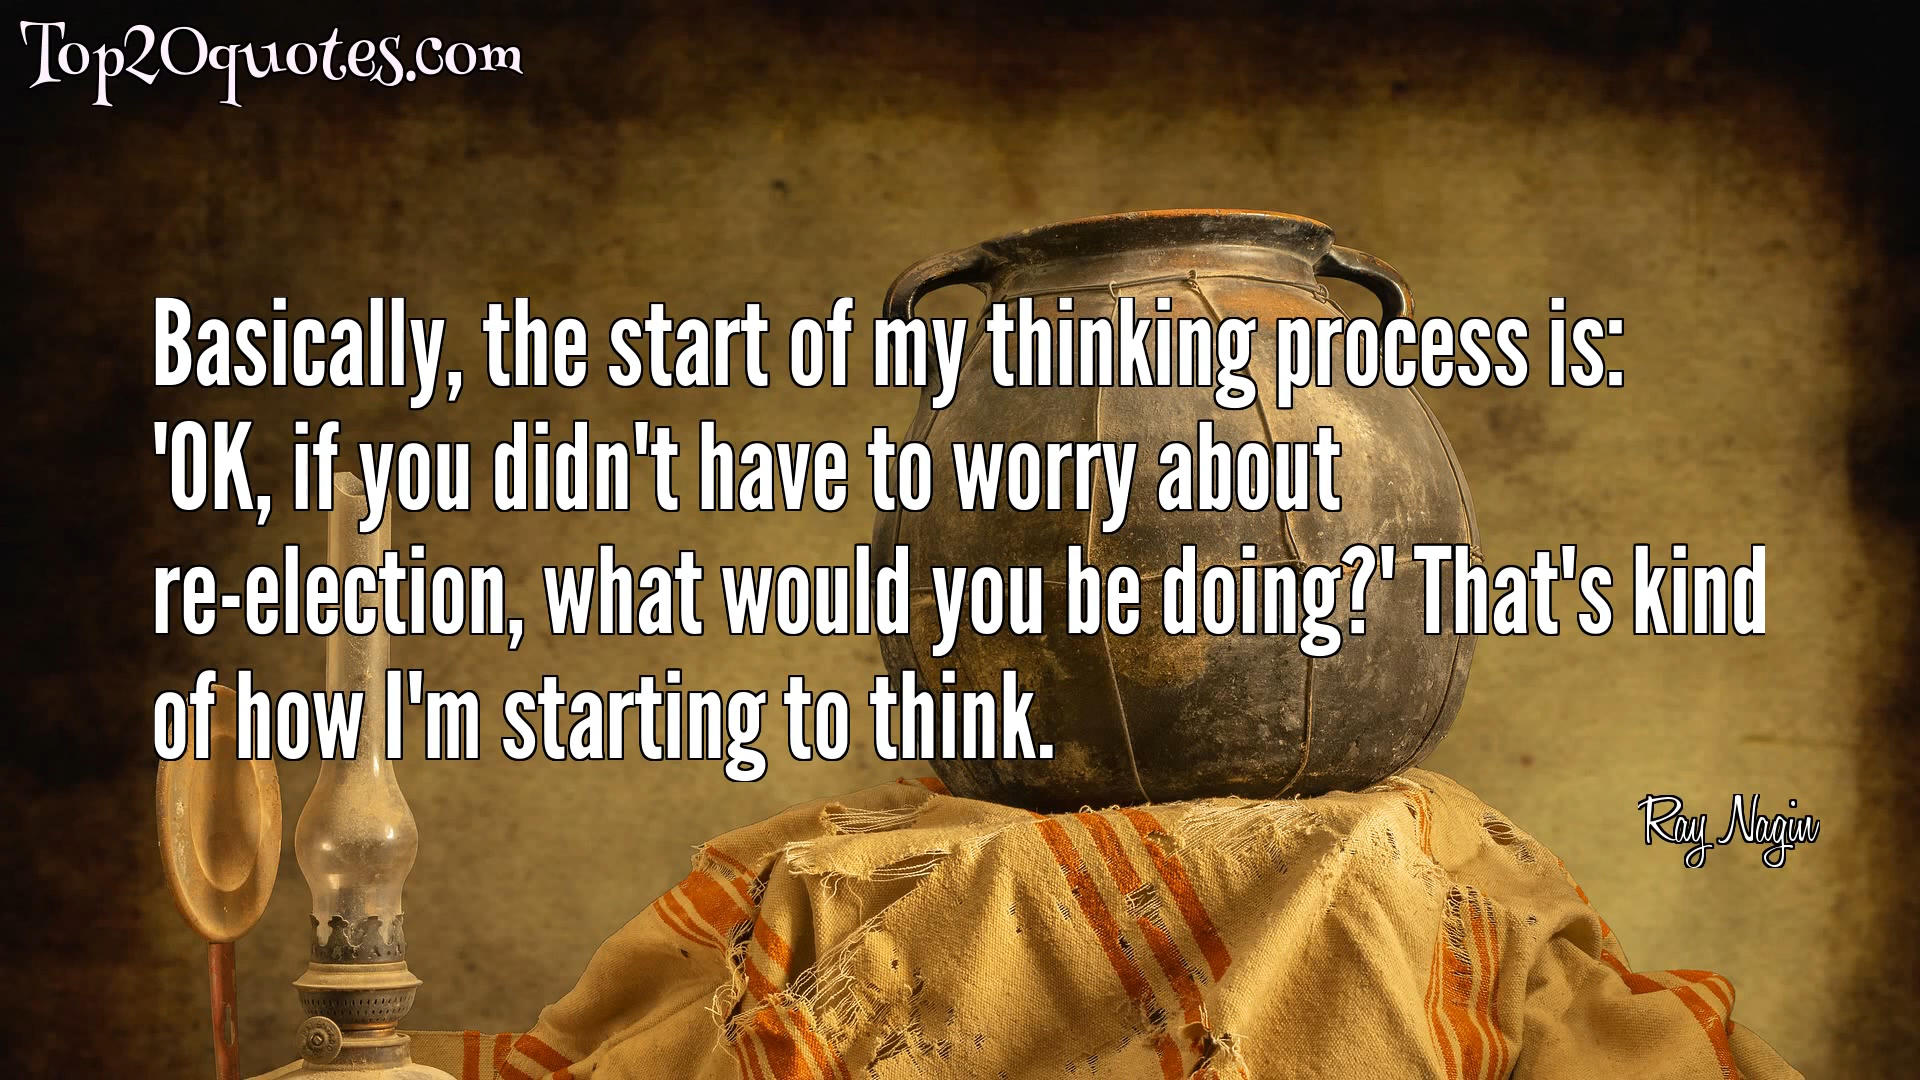 Top20quotes.com
Basically, the start of my thinking process is:
'OK, if you didn't have to worry about
re-election, what would you be doing?' That's kind
of how I'm starting to think.
Ray Nagin